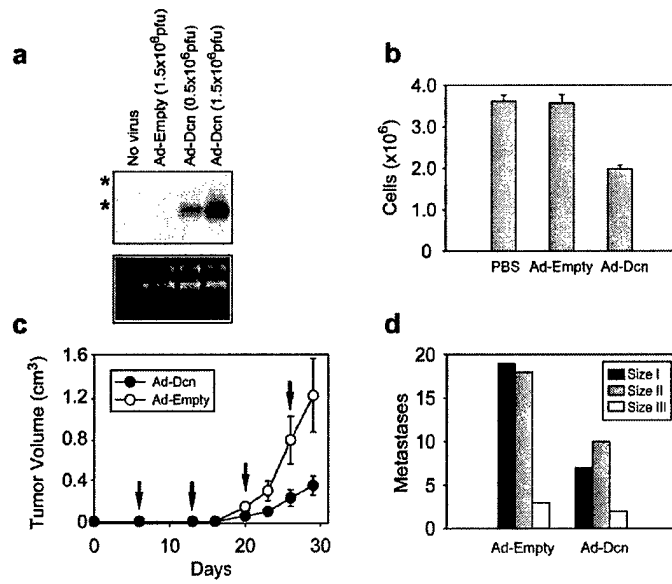 a
No virus
Ad-Empty (1.5x10⁶pfu)
Ad-Dcn (0.5x10⁶pfu)
Ad-Dcn (1.5x10⁶pfu)
*
*
b
Cells (x10⁶)
4.0
3.0
2.0
1.0
0
PBS Ad-Empty Ad-Dcn
c
Tumor Volume (cm³)
1.6
1.2
0.8
0.4
0
Ad-Dcn
Ad-Empty
0 10 20 30
Days
d
Metastases
20
15
10
5
0
Size I
Size II
Size III
Ad-Empty Ad-Dcn